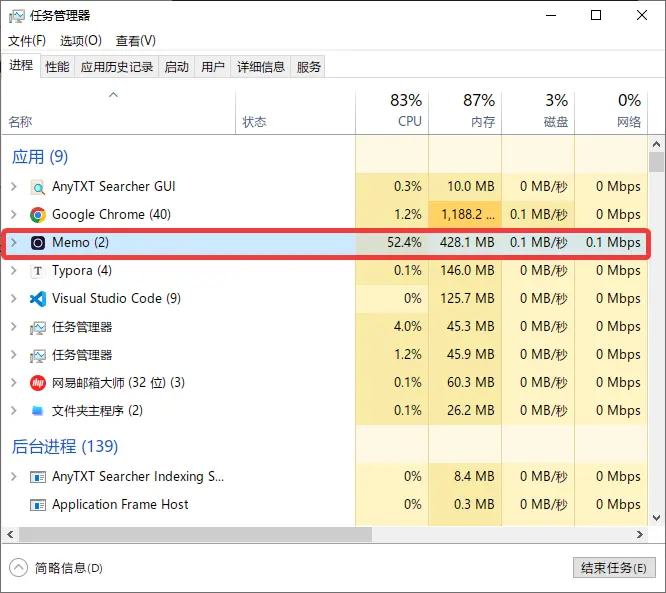 任务管理器
文件(F) 选项(O) 查看(V)
进程 性能 应用历史记录 启动 用户 详细信息 服务
83% 87% 3% 0%
名称 状态 CPU 内存 磁盘 网络
应用 (9)
AnyTXT Searcher GUI 0.3% 10.0 MB 0 MB/秒 0 Mbps
Google Chrome (40) 1.2% 1,188.2 ... 0.1 MB/秒 0 Mbps
Memo (2) 52.4% 428.1 MB 0.1 MB/秒 0.1 Mbps
T Typora (4) 0.1% 146.0 MB 0 MB/秒 0 Mbps
Visual Studio Code (9) 0% 125.7 MB 0 MB/秒 0 Mbps
任务管理器 4.0% 45.3 MB 0 MB/秒 0 Mbps
任务管理器 1.2% 45.9 MB 0 MB/秒 0 Mbps
网易邮箱大师 (32 位) (3) 0.1% 60.3 MB 0 MB/秒 0 Mbps
文件夹主程序 (2) 0.1% 26.2 MB 0 MB/秒 0 Mbps
后台进程 (139)
AnyTXT Searcher Indexing S... 0% 8.4 MB 0 MB/秒 0 Mbps
Application Frame Host 0% 0.3 MB 0 MB/秒 0 Mbps
简略信息(D) 结束任务(E)